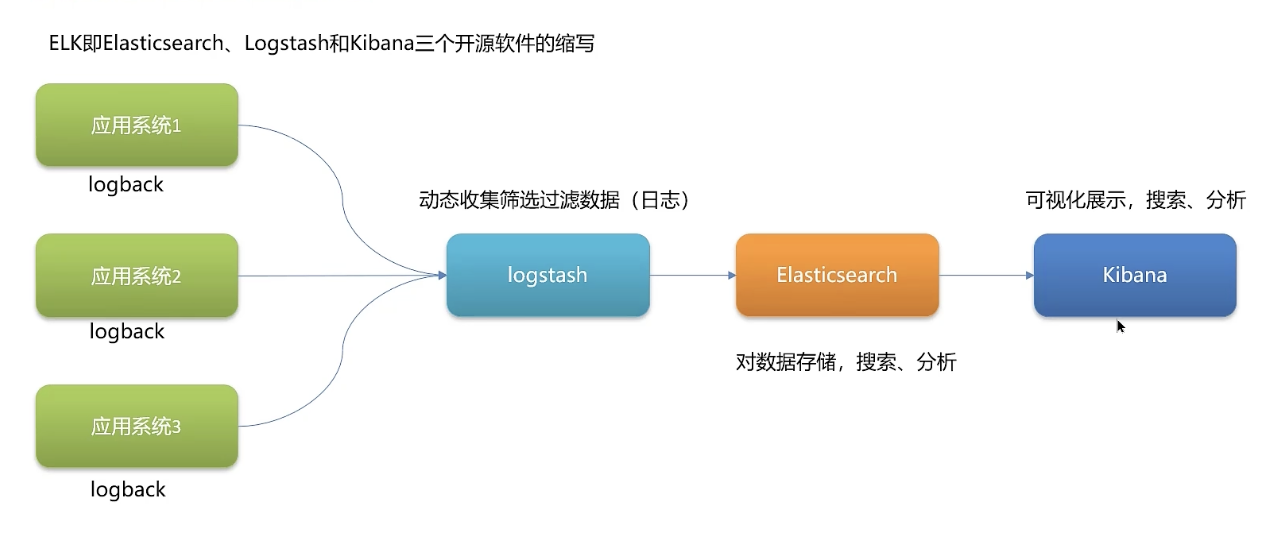 ELK即Elasticsearch、Logstash和Kibana三个开源软件的缩写
应用系统1
logback
动态收集筛选过滤数据（日志）
可视化展示，搜索、分析
应用系统2
logstash
Elasticsearch
Kibana
logback
对数据存储，搜索、分析
应用系统3
logback